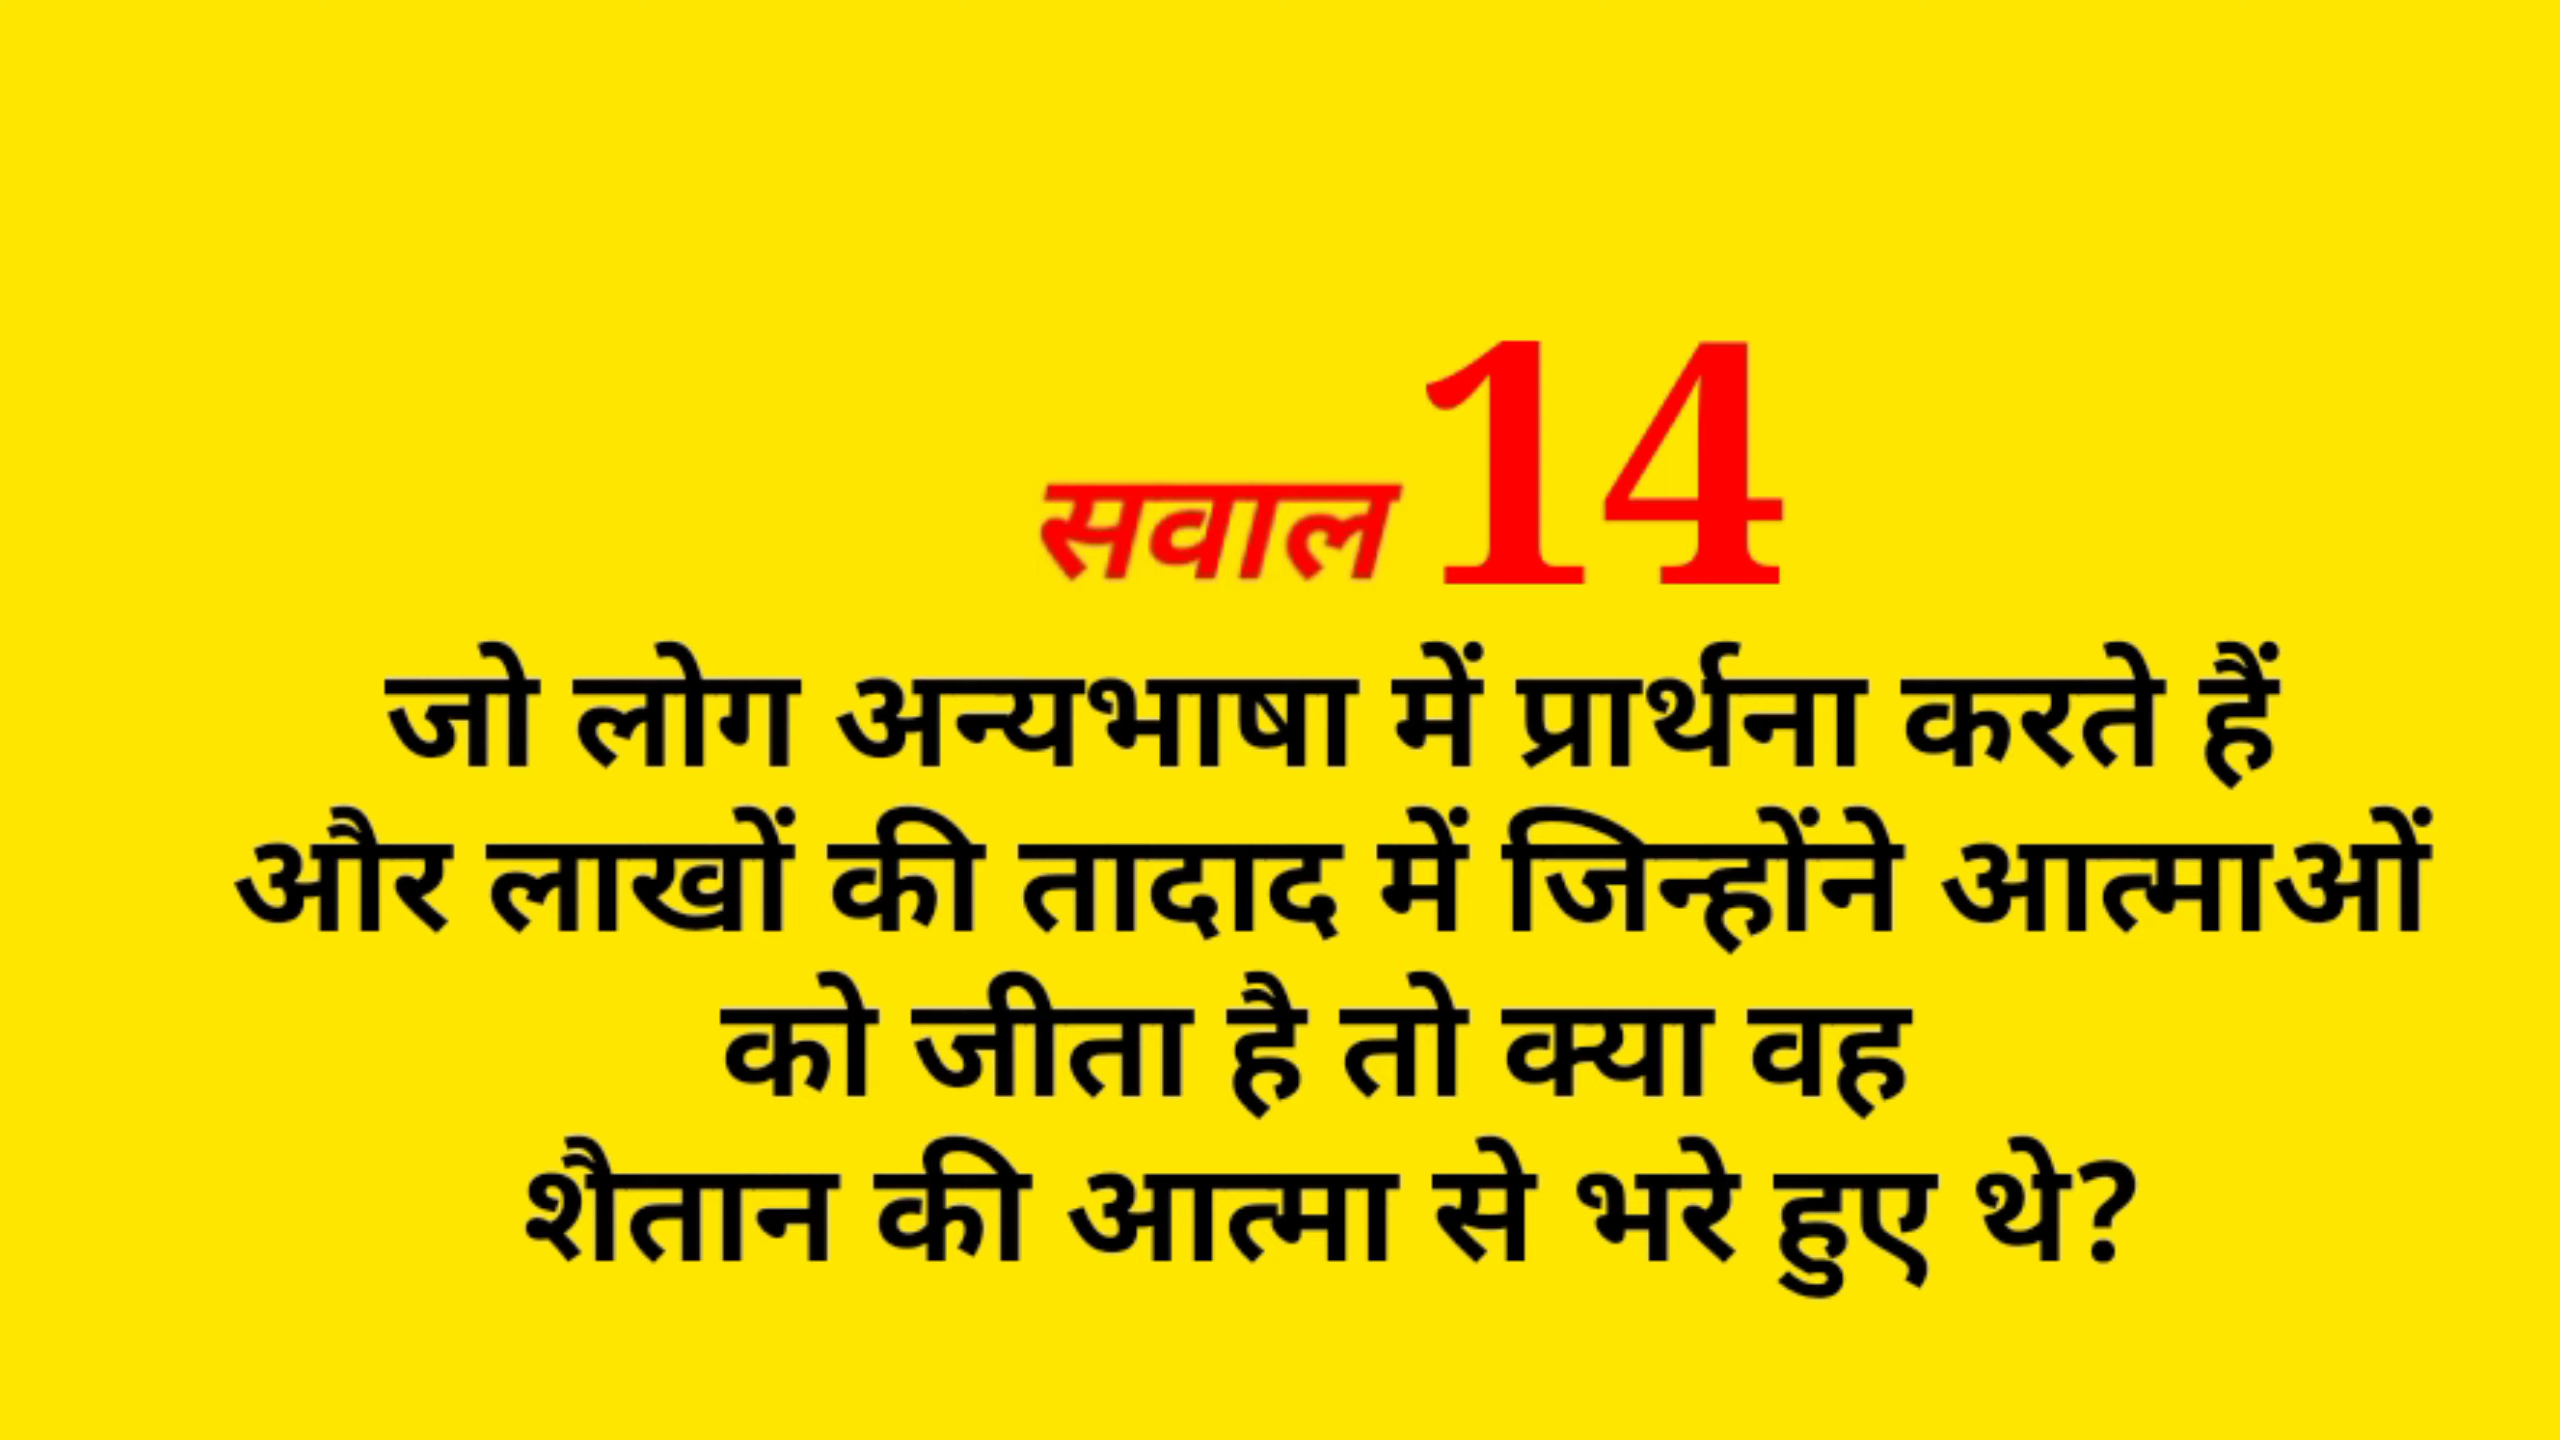 सवाल 14
जो लोग अन्यभाषा में प्रार्थना करते हैं
और लाखों की तादाद में जिन्होंने आत्माओं
को जीता है तो क्या वह
शैतान की आत्मा से भरे हुए थे?